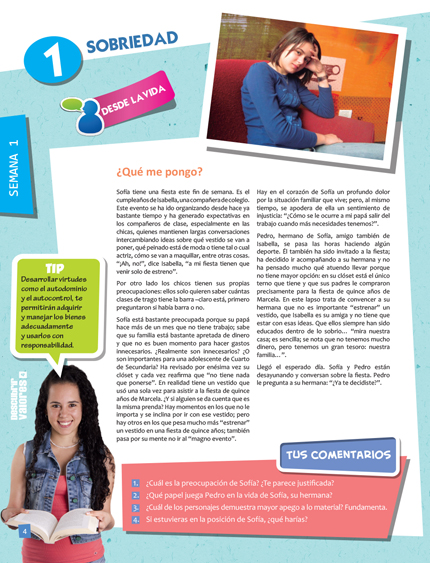 1
SOBRIEDAD
DESDE LA VIDA
SEMANA 1
¿Qué me pongo?
Sofía tiene una fiesta este fin de semana. Es el
cumpleaños de Isabella, una compañera de colegio.
Este evento se ha ido organizando desde hace ya
bastante tiempo y ha generado expectativas en
los compañeros de clase, especialmente en las
chicas, quienes mantienen largas conversaciones
intercambiando ideas sobre qué vestido se van a
poner, qué peinado está de moda o tiene tal o cual
actriz, cómo se van a maquillar, entre otras cosas.
"Ah, no!", dice Isabella, "a mi fiesta tienen que
venir solo de estreno".
Por otro lado los chicos tienen sus propias
preocupaciones: ellos solo quieren saber cuántas
clases de trago tiene la barra –claro está, primero
preguntaron si había barra o no.
Sofía está bastante preocupada porque su papá
hace más de un mes que no tiene trabajo; sabe
que su familia está bastante apretada de dinero
y que no es buen momento para hacer gastos
innecesarios. ¿Realmente son innecesarios? ¿O
son importantes para una adolescente de Cuarto
de Secundaria? Ha revisado por enésima vez su
clóset y cada vez reafirma que "no tiene nada
que ponerse". En realidad tiene un vestido que
usó una sola vez para asistir a la fiesta de quince
años de Marcela. ¿Y si alguien se da cuenta que es
la misma prenda? Hay momentos en los que no le
importa y se inclina por ir con ese vestido; pero
hay otros en los que pesa mucho más "estrenar"
un vestido en una fiesta de quince años; también
pasa por su mente no ir al "magno evento".
Hay en el corazón de Sofía un profundo dolor
por la situación familiar que vive; pero, al mismo
tiempo, se apodera de ella un sentimiento de
injusticia: "¿Cómo se le ocurre a mi papá salir del
trabajo cuando más necesidades tenemos?".
Pedro, hermano de Sofía, amigo también de
Isabella, se pasa las horas haciendo algún
deporte. Él también ha sido invitado a la fiesta;
ha decidido ir acompañando a su hermana y no
ha pensado mucho qué atuendo llevar porque
no tiene mayor opción: en su clóset está el único
terno que tiene y que sus padres le compraron
precisamente para la fiesta de quince años de
Marcela. En este lapso trata de convencer a su
hermana que no es importante "estrenar" un
vestido, que Isabella es su amiga y no tiene que
estar con esas ideas. Que ellos siempre han sido
educados dentro de lo sobrio... "mira nuestra
casa; es sencilla; se nota que no tenemos mucho
dinero, pero tenemos un gran tesoro: nuestra
familia...".
Llegó el esperado día. Sofía y Pedro están
desayunando y conversan sobre la fiesta. Pedro
le pregunta a su hermana: "¿Ya te decidiste?".
TIP
Desarrollar virtudes
como el autodominio
y el autocontrol, te
permitirán adquirir
y manejar los bienes
adecuadamente
y usarlos con
responsabilidad.
DESCUBRIR
VALORES 4
TUS COMENTARIOS
1. ¿Cuál es la preocupación de Sofía? ¿Te parece justificada?
2. ¿Qué papel juega Pedro en la vida de Sofía, su hermana?
3. ¿Cuál de los personajes demuestra mayor apego a lo material? Fundamenta.
4. Si estuvieras en la posición de Sofía, ¿qué harías?
4